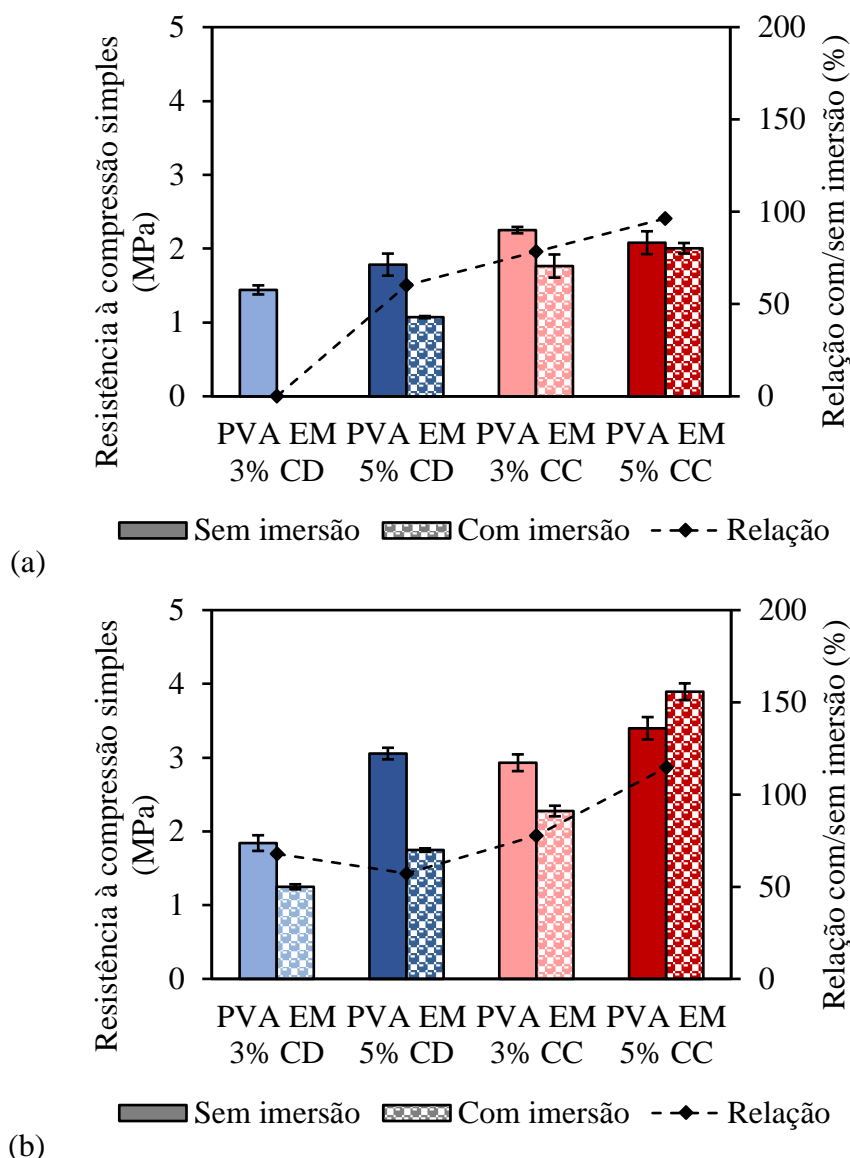 Resistência à compressão simples
(MPa)
5
4
3
2
1
0
200
150
100
50
0
Relação com/sem imersão (%)
PVA EM PVA EM PVA EM PVA EM
3% CD 5% CD 3% CC 5% CC
Sem imersão Com imersão Relação
(a)
Resistência à compressão simples
(MPa)
5
4
3
2
1
0
200
150
100
50
0
Relação com/sem imersão (%)
PVA EM PVA EM PVA EM PVA EM
3% CD 5% CD 3% CC 5% CC
Sem imersão Com imersão Relação
(b)